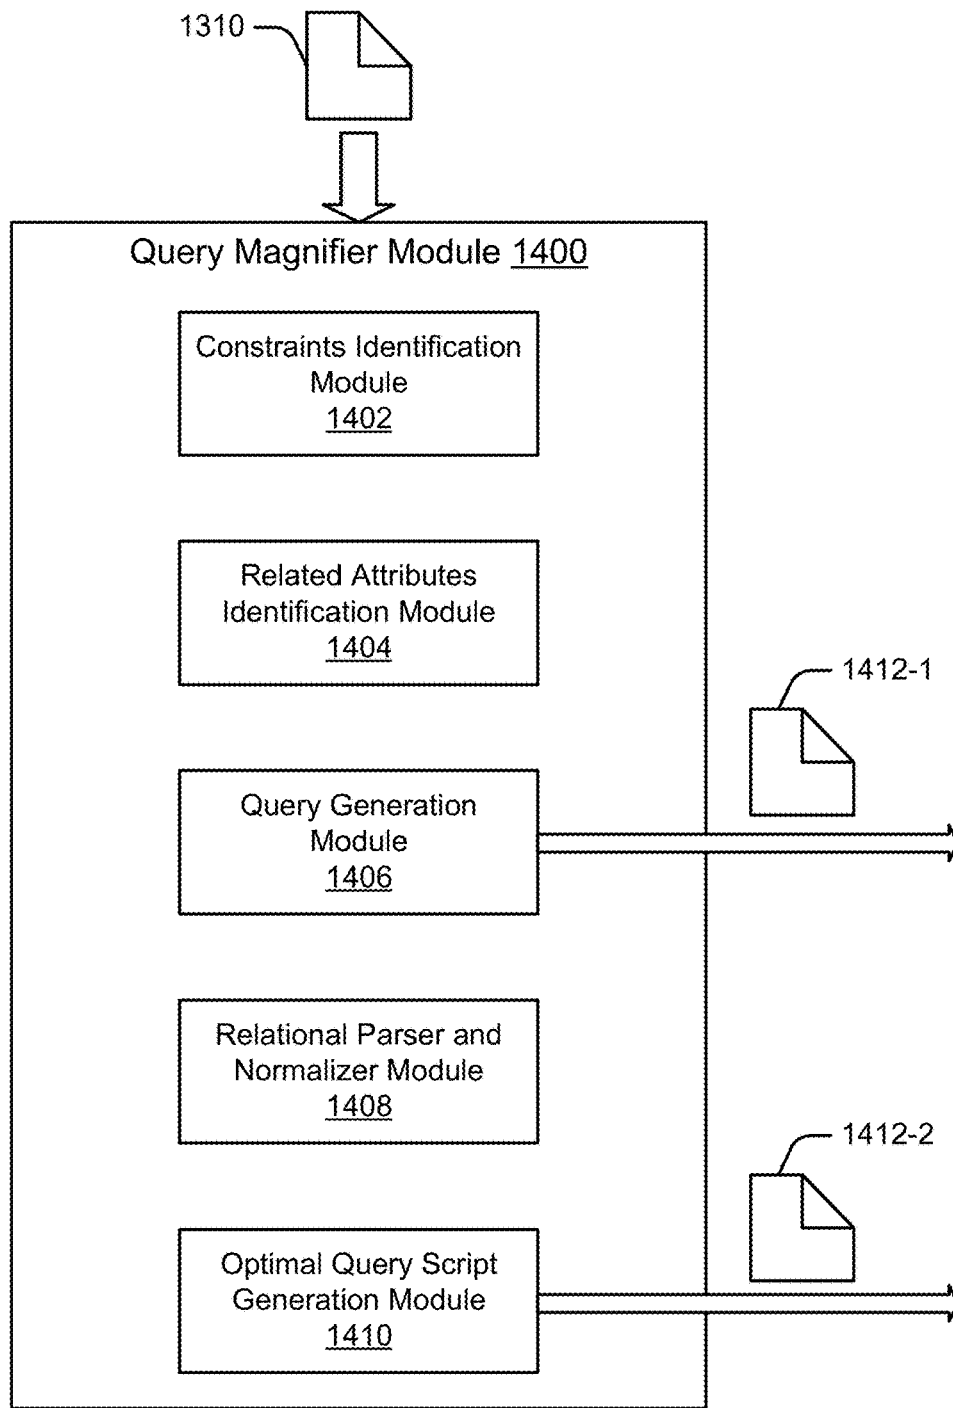 1310
Query Magnifier Module 1400
Constraints Identification
Module
1402
Related Attributes
Identification Module
1404
1412-1
Query Generation
Module
1406
Relational Parser and
Normalizer Module
1408
1412-2
Optimal Query Script
Generation Module
1410